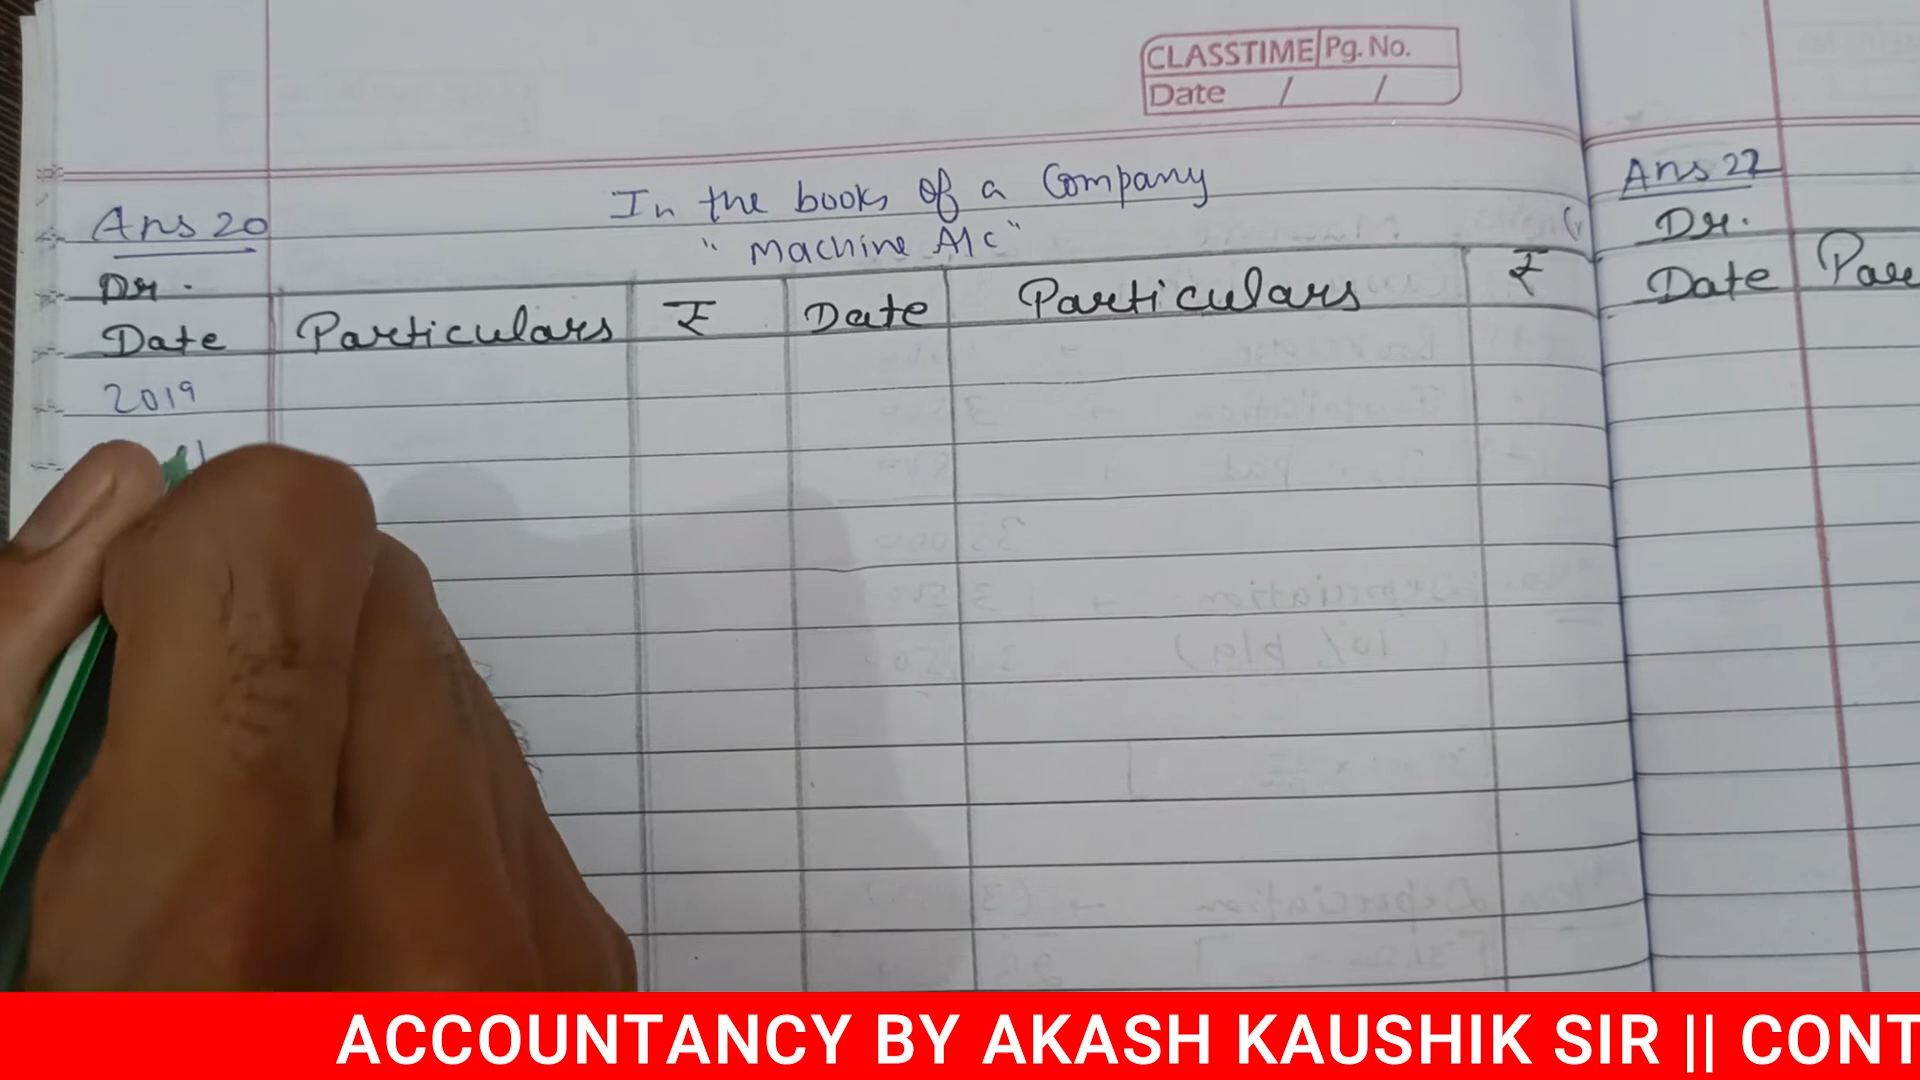 CLASSTIME Pg. No.
Date / /
Ans 20
In the books of a Company
"Machine A/c"
Dr.
Date Particulars ₹ Date Particulars ₹
2019
Ans 22
Dr.
Date
ACCOUNTANCY BY AKASH KAUSHIK SIR || CONT